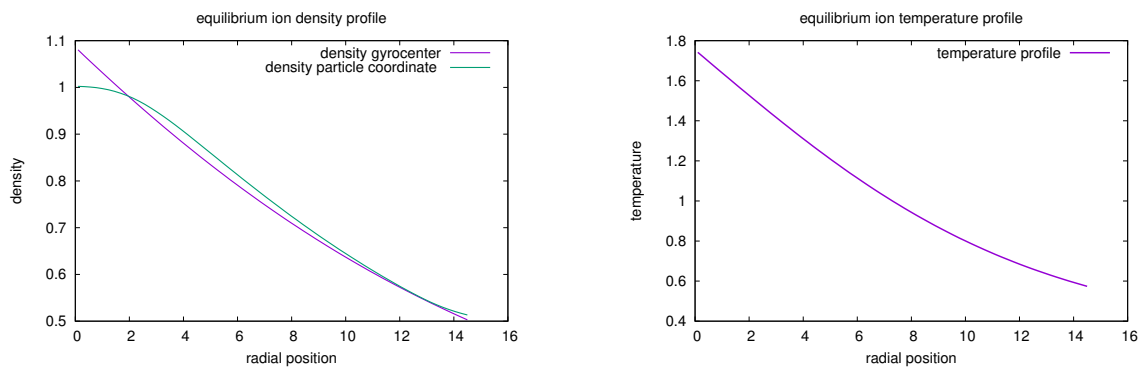 equilibrium ion density profile
density gyrocenter
density particle coordinate
1.1
1
0.9
0.8
0.7
0.6
0.5
density
0 2 4 6 8 10 12 14 16
radial position
equilibrium ion temperature profile
temperature profile
1.8
1.6
1.4
1.2
1
0.8
0.6
0.4
temperature
0 2 4 6 8 10 12 14 16
radial position